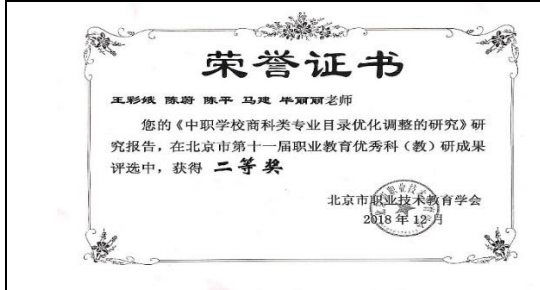 荣誉证书
王彩娥 陈蔚 陈平 马建 毕丽丽老师
您的《中职学校商科类专业目录优化调整的研究》研
究报告，在北京市第十一届职业教育优秀科（教）研成果
评选中，获得 二等奖
北京市职业技术教育学会
2018 年 12 月